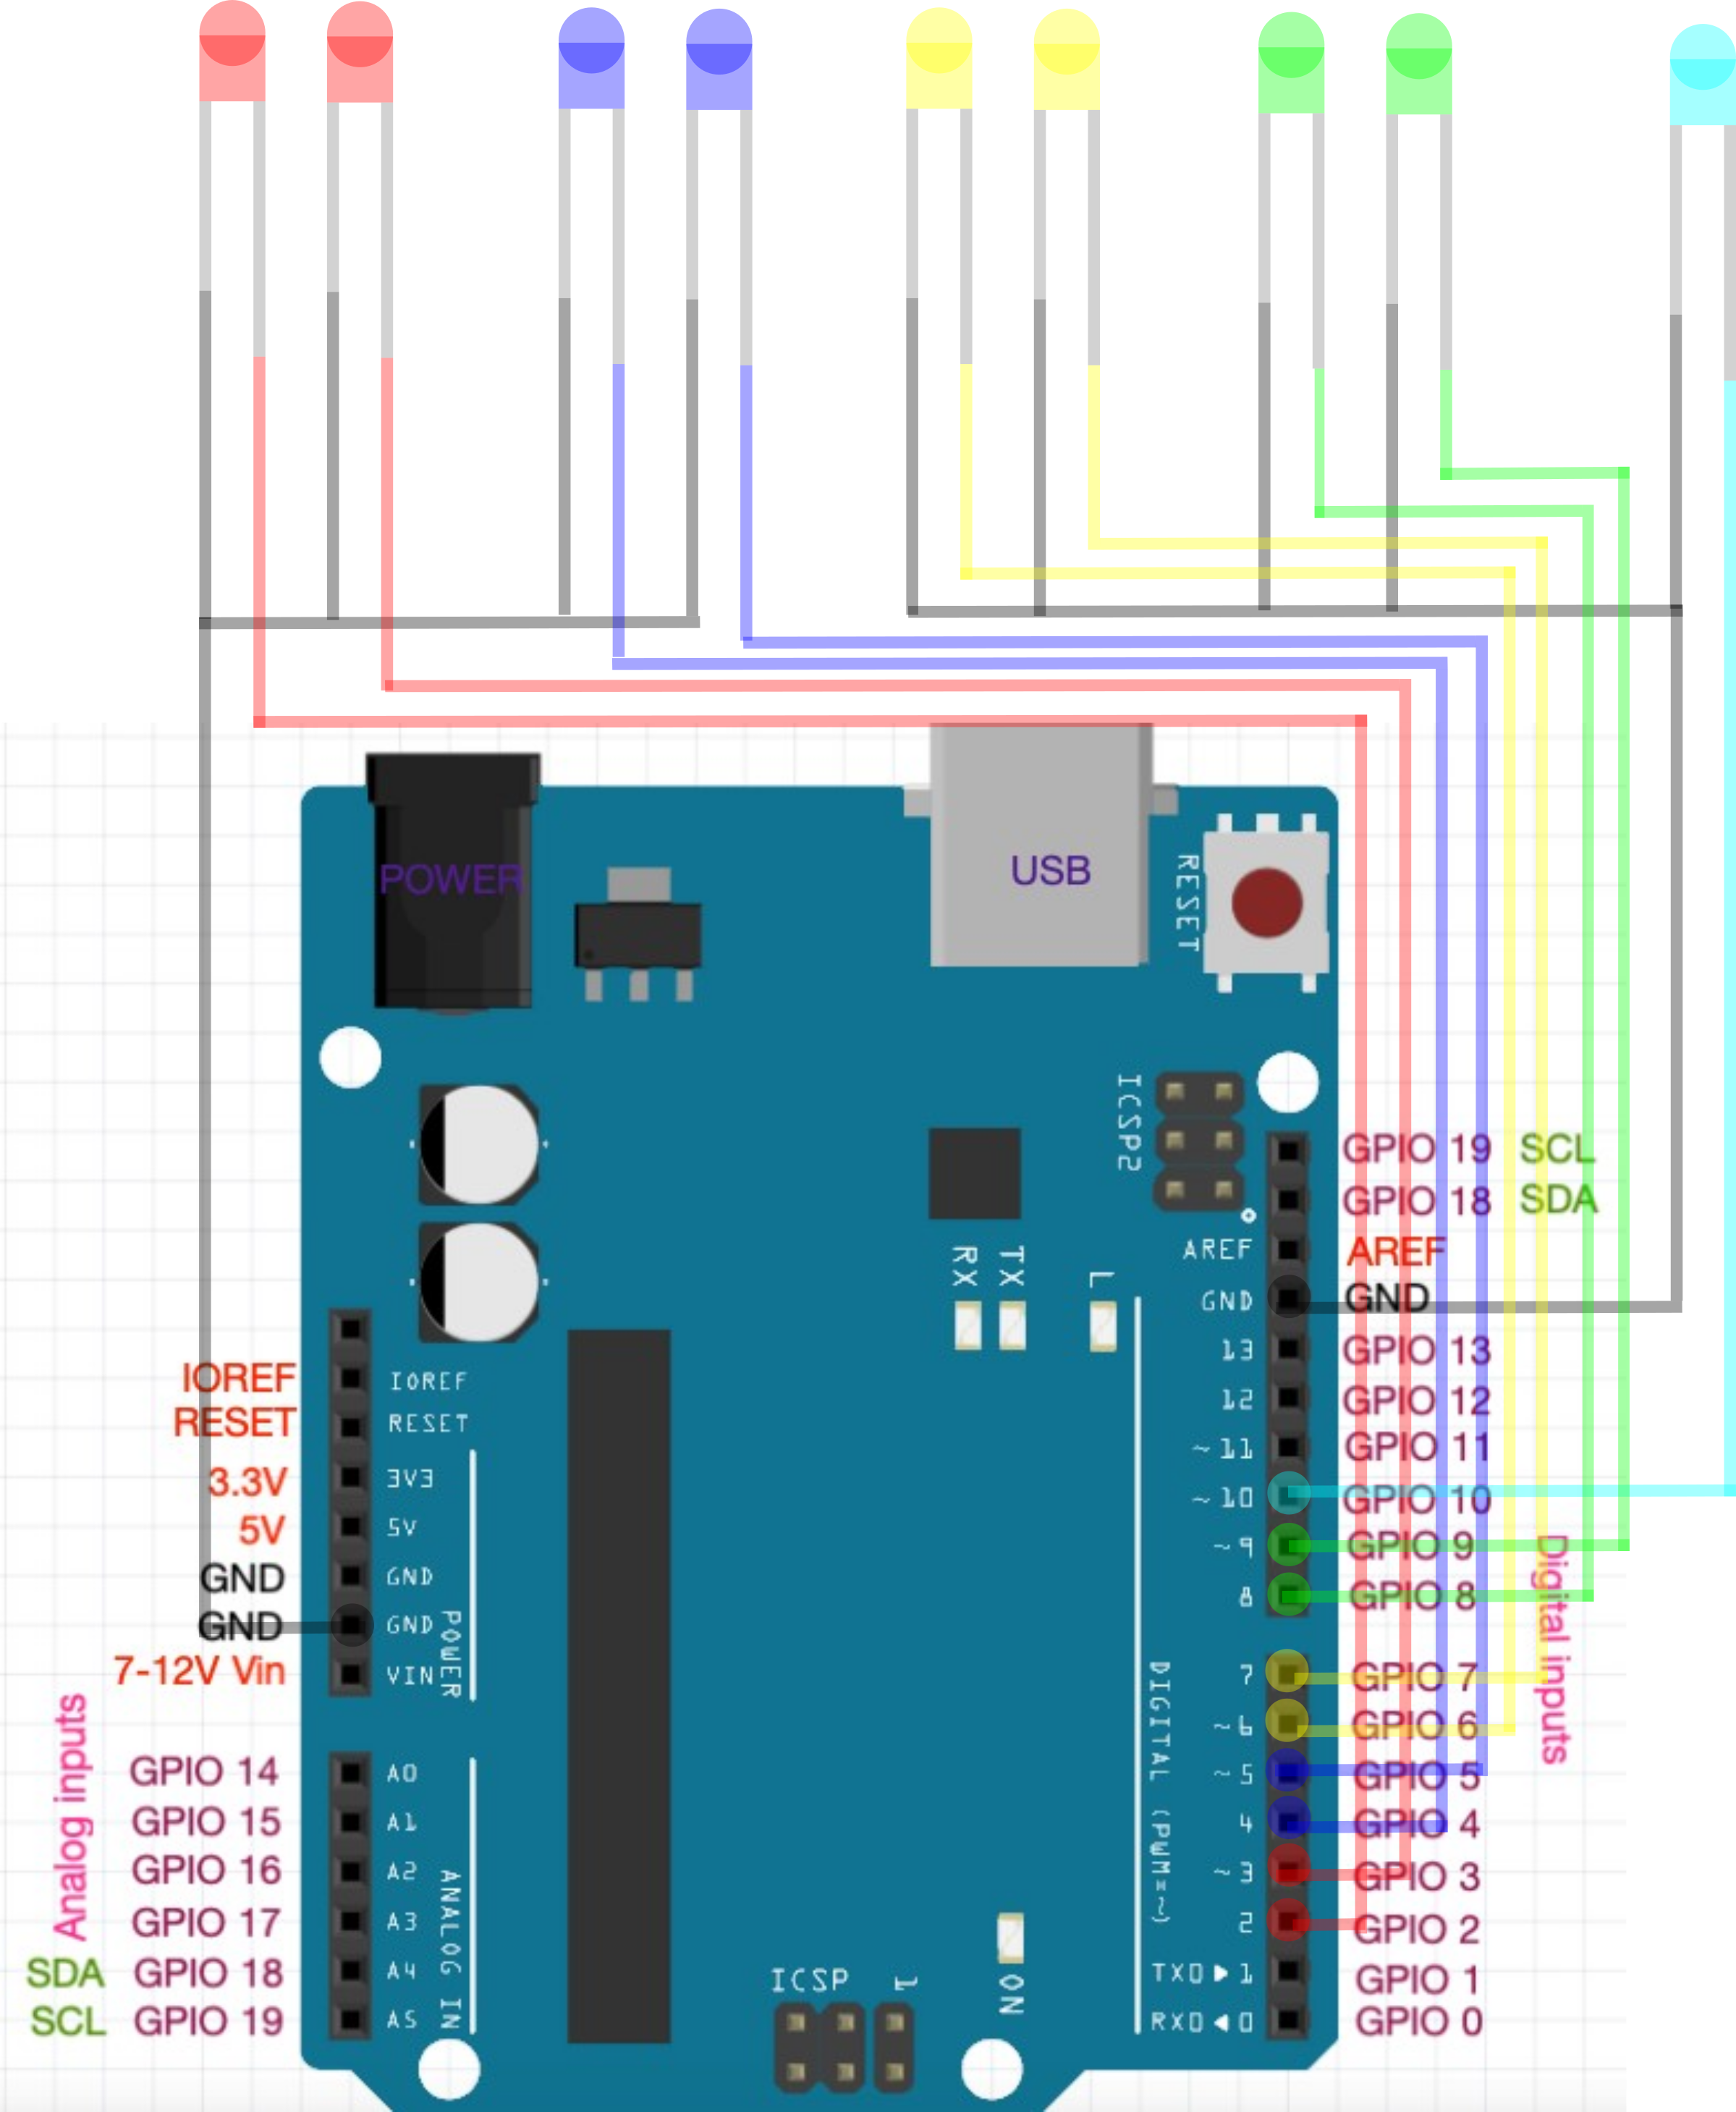 POWER
USB
RESET
ICSP2
RX
TX
L
AREF
GND
13
12
~11
~10
~9
8
7
~6
~5
4
~3
2
TX0▶1
RX0◀0
DIGITAL (PWM=~)
GPIO 19 SCL
GPIO 18 SDA
AREF
GND
GPIO 13
GPIO 12
GPIO 11
GPIO 10
GPIO 9
GPIO 8
GPIO 7
GPIO 6
GPIO 5
GPIO 4
GPIO 3
GPIO 2
GPIO 1
GPIO 0
Digital inputs
IOREF
RESET
3.3V
5V
GND
GND
7-12V Vin
IOREF
RESET
3V3
5V
GND
GND
VIN
POWER
Analog inputs
GPIO 14
GPIO 15
GPIO 16
GPIO 17
SDA GPIO 18
SCL GPIO 19
A0
A1
A2
A3
A4
A5
ANALOG IN
ICSP
1
ON